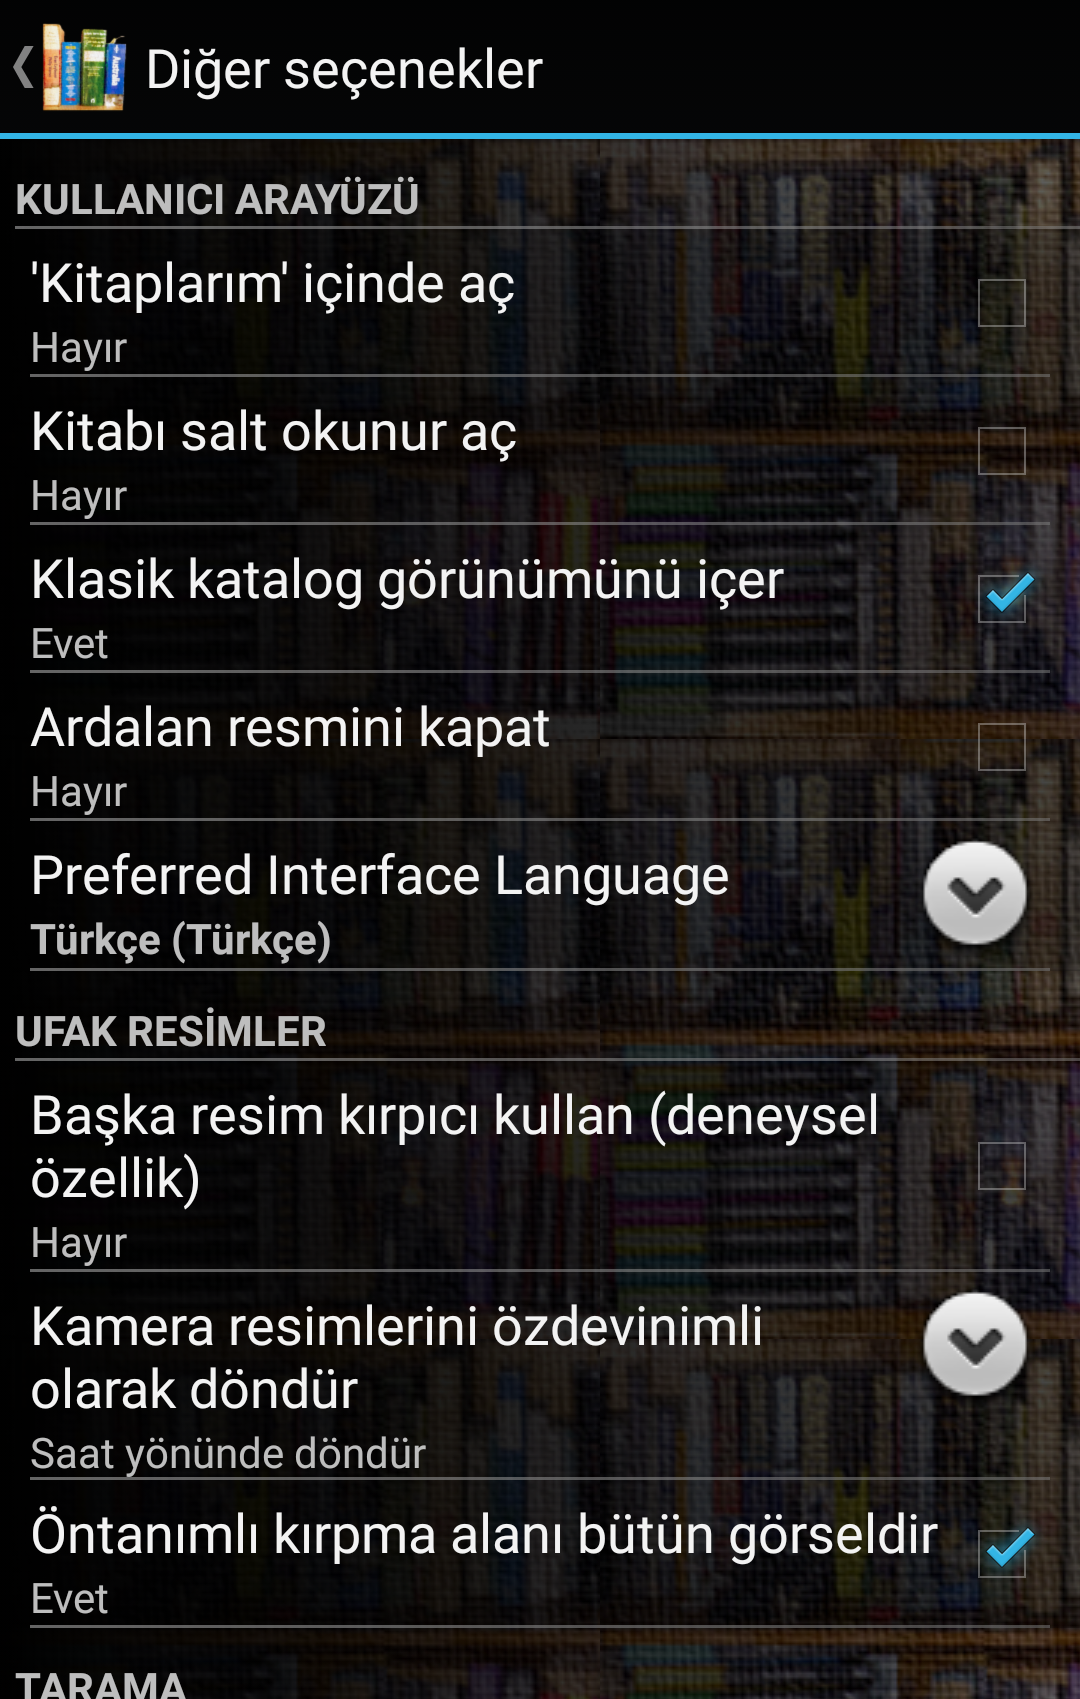 Diğer seçenekler
KULLANICI ARAYÜZÜ
'Kitaplarım' içinde aç
Hayır
Kitabı salt okunur aç
Hayır
Klasik katalog görünümünü içer
Evet
Ardalan resmini kapat
Hayır
Preferred Interface Language
Türkçe (Türkçe)
UFAK RESİMLER
Başka resim kırpıcı kullan (deneysel
özellik)
Hayır
Kamera resimlerini özdevinimli
olarak döndür
Saat yönünde döndür
Öntanımlı kırpma alanı bütün görseldir
Evet
TARAMA